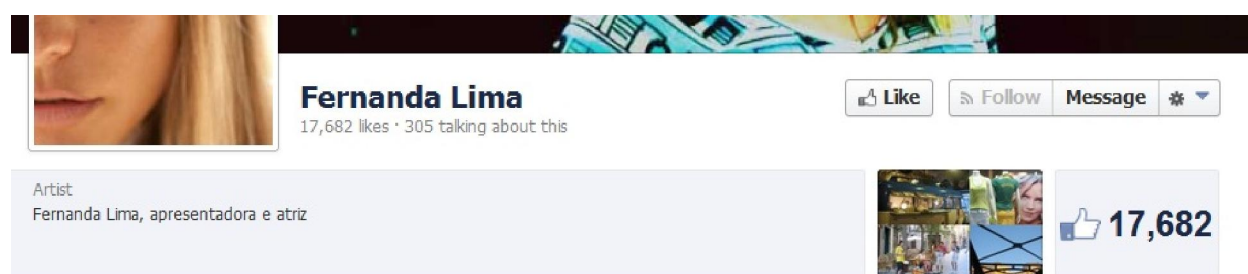 Fernanda Lima
17,682 likes · 305 talking about this
Like
Follow
Message
Artist
Fernanda Lima, apresentadora e atriz
17,682